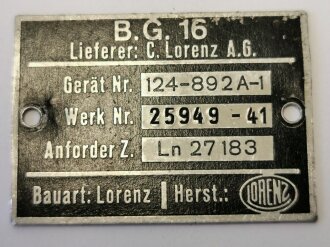 B.G. 16
Lieferer: C. Lorenz A.G.
Gerät Nr. 124-892A-1
Werk Nr. 25949 - 41
Anforder Z. Ln 27183
Bauart: Lorenz | Herst.: LORENZ